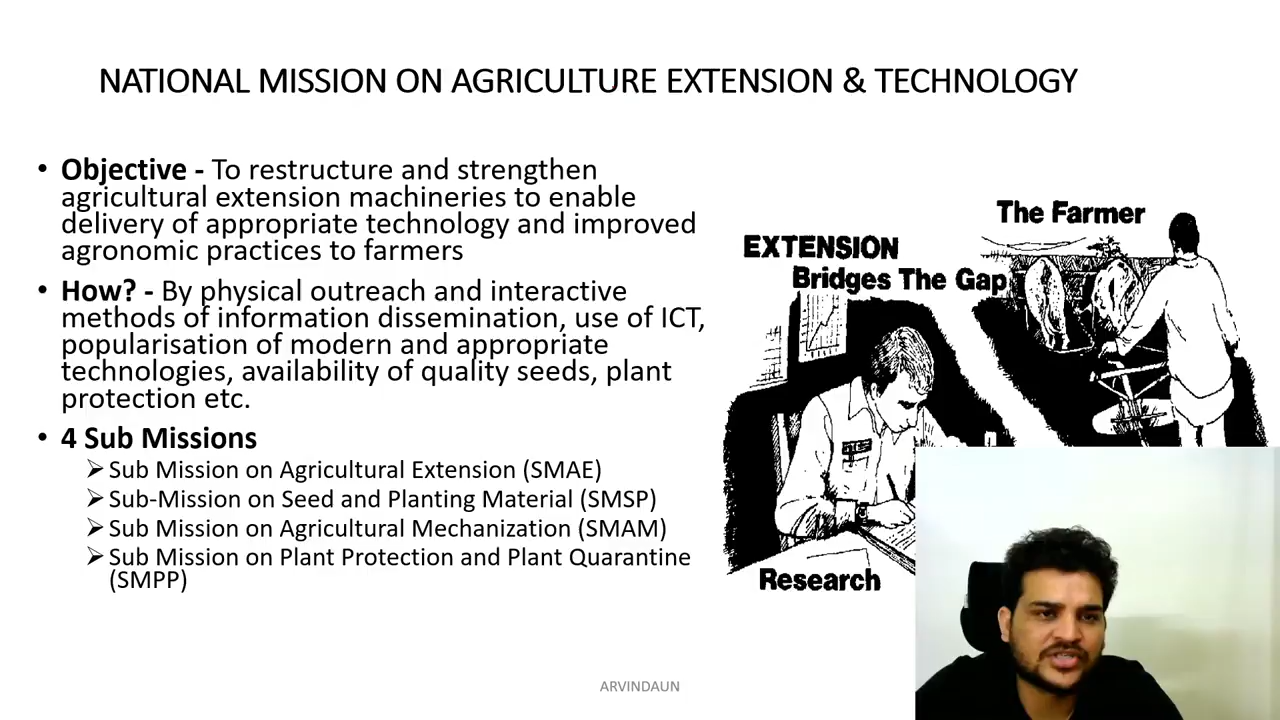 NATIONAL MISSION ON AGRICULTURE EXTENSION & TECHNOLOGY
• Objective - To restructure and strengthen
agricultural extension machineries to enable
delivery of appropriate technology and improved
agronomic practices to farmers
• How? - By physical outreach and interactive
methods of information dissemination, use of ICT,
popularisation of modern and appropriate
technologies, availability of quality seeds, plant
protection etc.
• 4 Sub Missions
➢ Sub Mission on Agricultural Extension (SMAE)
➢ Sub-Mission on Seed and Planting Material (SMSP)
➢ Sub Mission on Agricultural Mechanization (SMAM)
➢ Sub Mission on Plant Protection and Plant Quarantine
(SMPP)
The Farmer
EXTENSION
Bridges The Gap
Research
ARVINDAUN